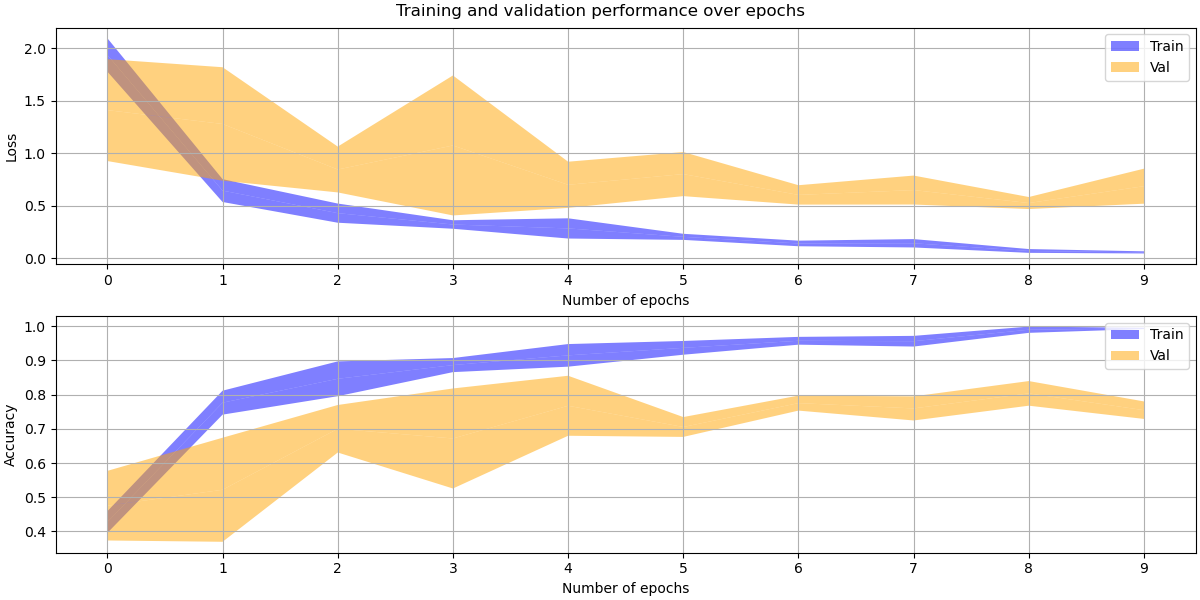 Training and validation performance over epochs
2.0
1.5
1.0
0.5
0.0
Loss
Train
Val
0 1 2 3 4 5 6 7 8 9
Number of epochs
1.0
0.9
0.8
0.7
0.6
0.5
0.4
Accuracy
Train
Val
0 1 2 3 4 5 6 7 8 9
Number of epochs